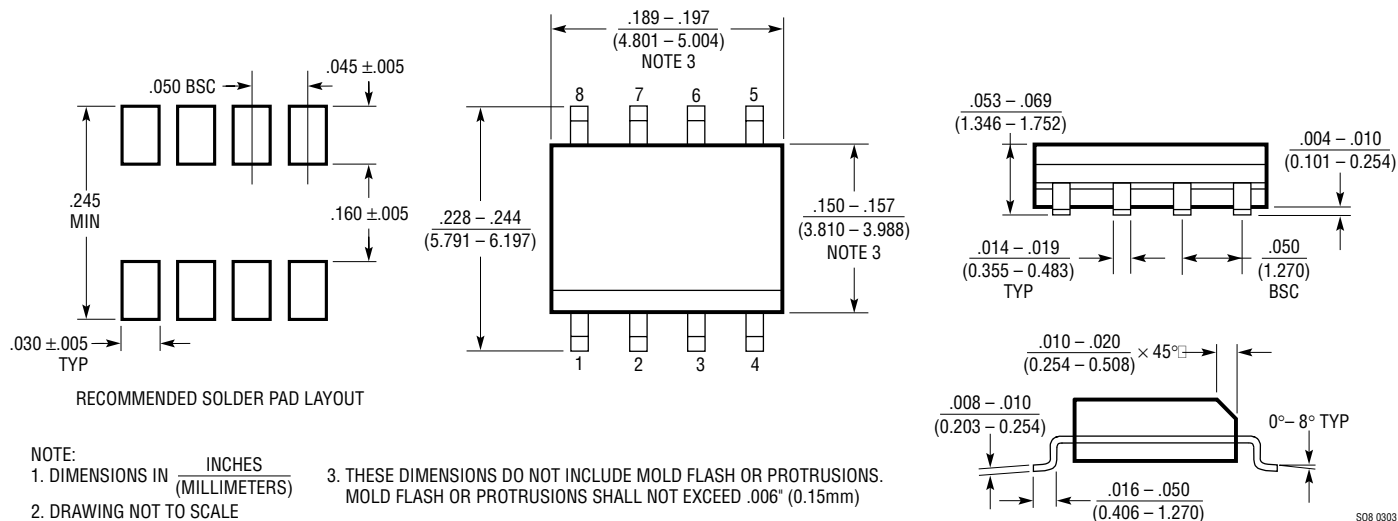 .050 BSC
.045 ±.005
.245
MIN
.160 ±.005
.030 ±.005
TYP
RECOMMENDED SOLDER PAD LAYOUT
.189 – .197
(4.801 – 5.004)
NOTE 3
8 7 6 5
.228 – .244
(5.791 – 6.197)
.150 – .157
(3.810 – 3.988)
NOTE 3
1 2 3 4
.053 – .069
(1.346 – 1.752)
.004 – .010
(0.101 – 0.254)
.014 – .019
(0.355 – 0.483)
TYP
.050
(1.270)
BSC
.010 – .020
(0.254 – 0.508)
× 45°
.008 – .010
(0.203 – 0.254)
0°– 8° TYP
.016 – .050
(0.406 – 1.270)
NOTE:
1. DIMENSIONS IN INCHES
(MILLIMETERS)
2. DRAWING NOT TO SCALE
3. THESE DIMENSIONS DO NOT INCLUDE MOLD FLASH OR PROTRUSIONS.
MOLD FLASH OR PROTRUSIONS SHALL NOT EXCEED .006" (0.15mm)
SO8 0303